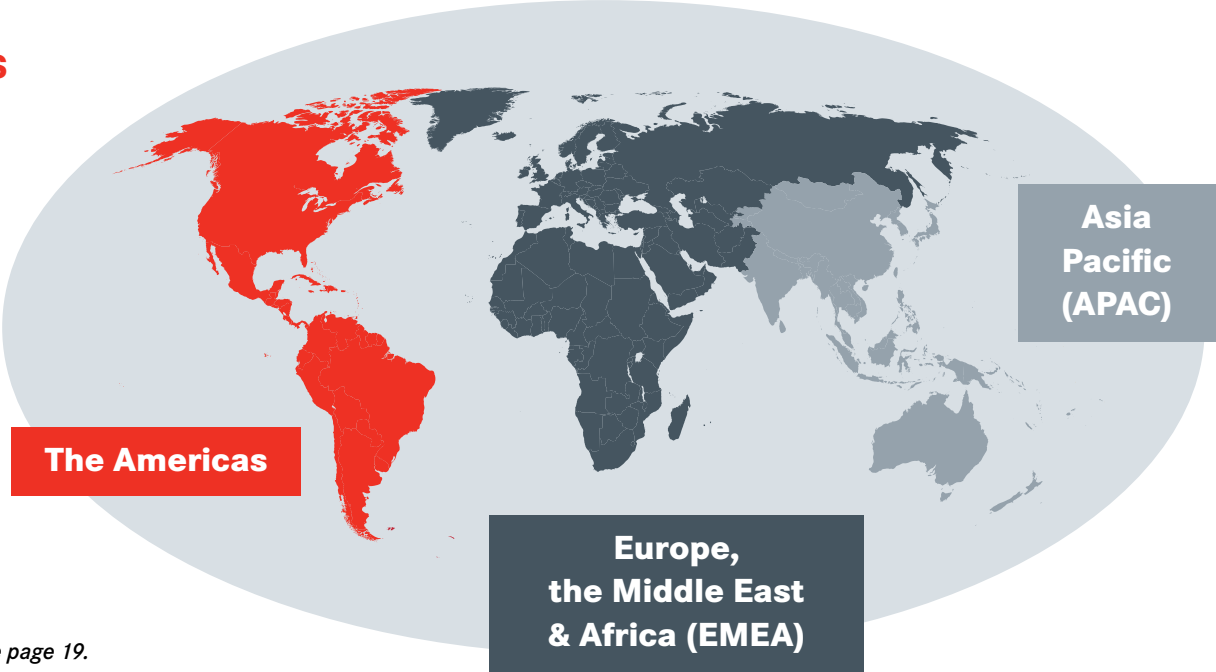 s
Asia
Pacific
(APAC)
The Americas
Europe,
the Middle East
& Africa (EMEA)
page 19.